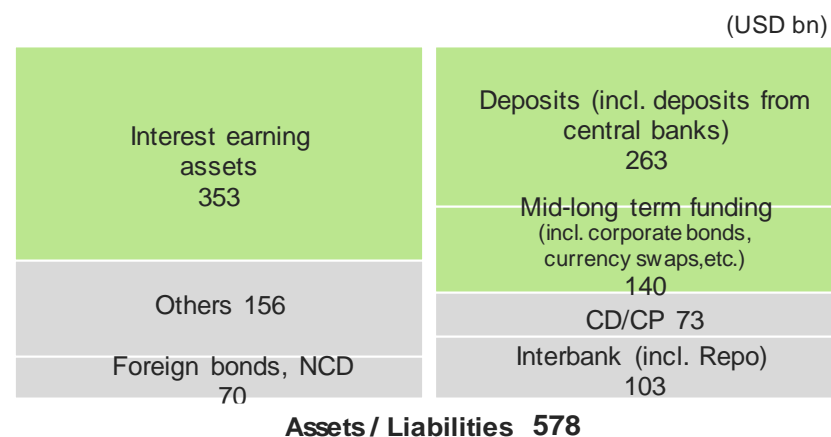 (USD bn)
Interest earning
assets
353
Others 156
Foreign bonds, NCD
70
Deposits (incl. deposits from
central banks)
263
Mid-long term funding
(incl. corporate bonds,
currency swaps,etc.)
140
CD/CP 73
Interbank (incl. Repo)
103
Assets / Liabilities 578